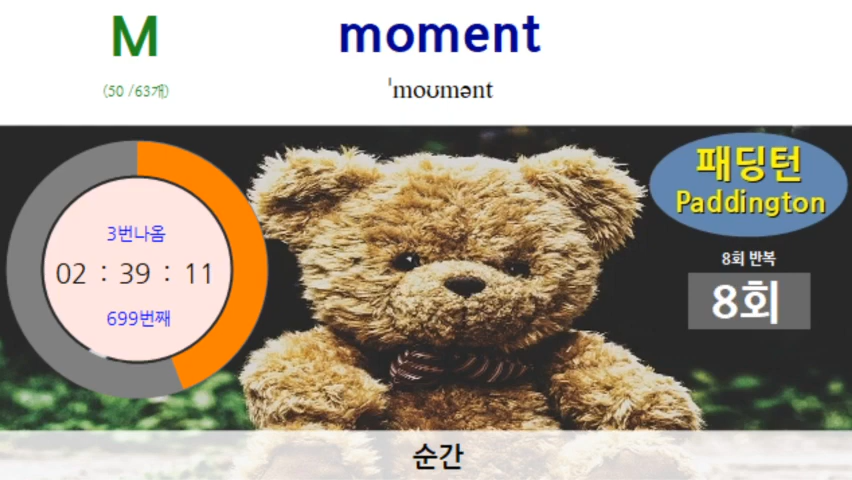 M
(50 /63개)
moment
ˈmoʊmənt
3번나옴
02 : 39 : 11
699번째
패딩턴
Paddington
8회 반복
8회
순간